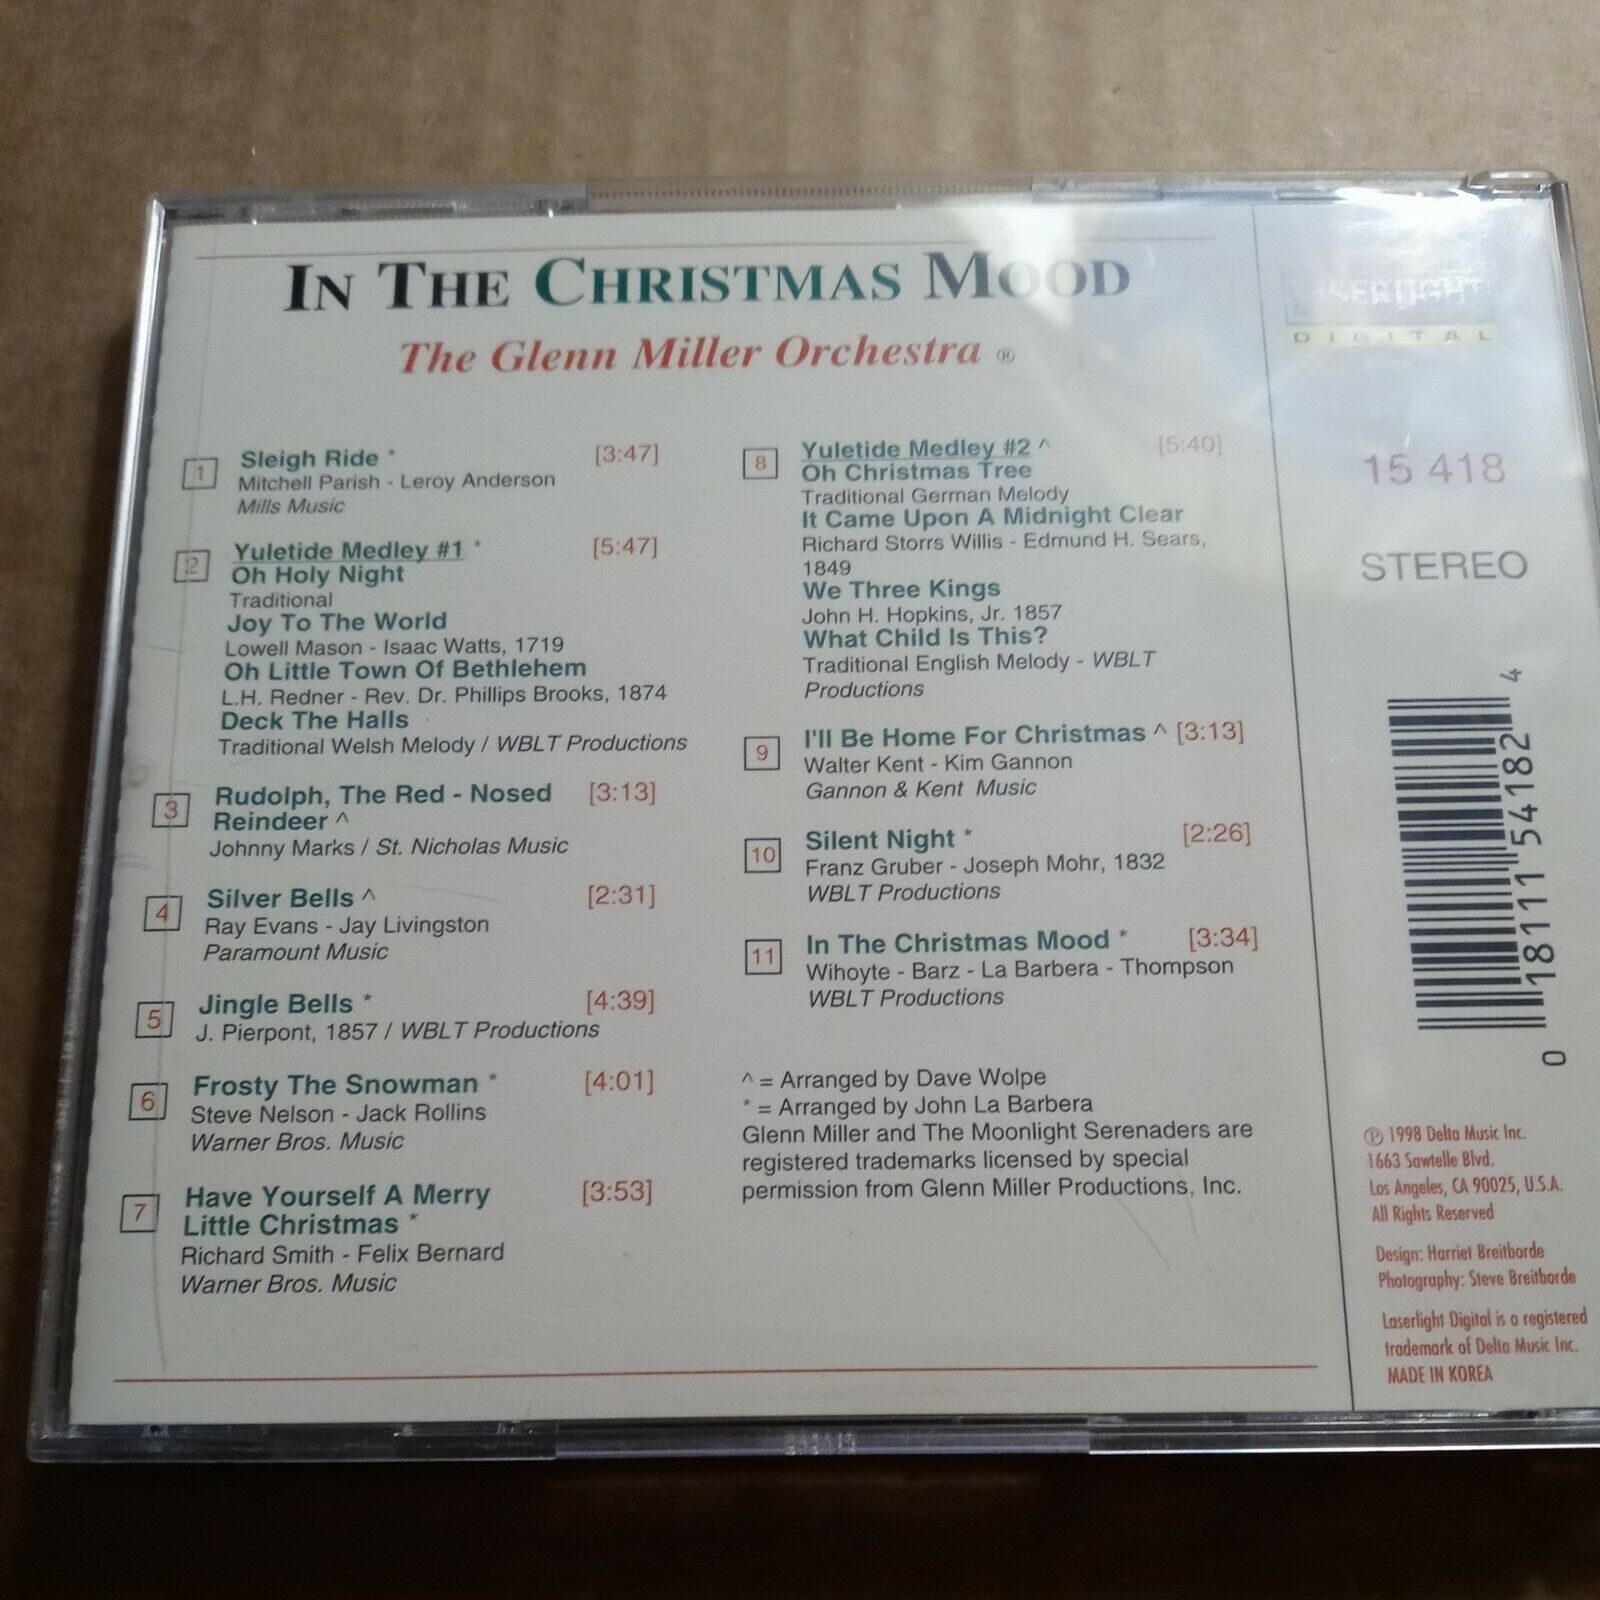 IN THE CHRISTMAS MOOD
The Glenn Miller Orchestra ®
1
Sleigh Ride * [3:47]
Mitchell Parish - Leroy Anderson
Mills Music
2
Yuletide Medley #1 * [5:47]
Oh Holy Night
Traditional
Joy To The World
Lowell Mason - Isaac Watts, 1719
Oh Little Town Of Bethlehem
L.H. Redner - Rev. Dr. Phillips Brooks, 1874
Deck The Halls
Traditional Welsh Melody / WBLT Productions
3
Rudolph, The Red - Nosed [3:13]
Reindeer ^
Johnny Marks / St. Nicholas Music
4
Silver Bells ^ [2:31]
Ray Evans - Jay Livingston
Paramount Music
5
Jingle Bells * [4:39]
J. Pierpont, 1857 / WBLT Productions
6
Frosty The Snowman * [4:01]
Steve Nelson - Jack Rollins
Warner Bros. Music
7
Have Yourself A Merry [3:53]
Little Christmas *
Richard Smith - Felix Bernard
Warner Bros. Music
8
Yuletide Medley #2 ^ [5:40]
Oh Christmas Tree
Traditional German Melody
It Came Upon A Midnight Clear
Richard Storrs Willis - Edmund H. Sears,
1849
We Three Kings
John H. Hopkins, Jr. 1857
What Child Is This?
Traditional English Melody - WBLT
Productions
9
I'll Be Home For Christmas ^ [3:13]
Walter Kent - Kim Gannon
Gannon & Kent Music
10
Silent Night * [2:26]
Franz Gruber - Joseph Mohr, 1832
WBLT Productions
11
In The Christmas Mood * [3:34]
Wihoyte - Barz - La Barbera - Thompson
WBLT Productions
^ = Arranged by Dave Wolpe
* = Arranged by John La Barbera
Glenn Miller and The Moonlight Serenaders are
registered trademarks licensed by special
permission from Glenn Miller Productions, Inc.
LASERLIGHT
DIGITAL
15 418
STEREO
0 18111 54182 4
℗ 1998 Delta Music Inc.
1663 Sawtelle Blvd.
Los Angeles, CA 90025, U.S.A.
All Rights Reserved
Design: Harriet Breitborde
Photography: Steve Breitborde
Laserlight Digital is a registered
trademark of Delta Music Inc.
MADE IN KOREA